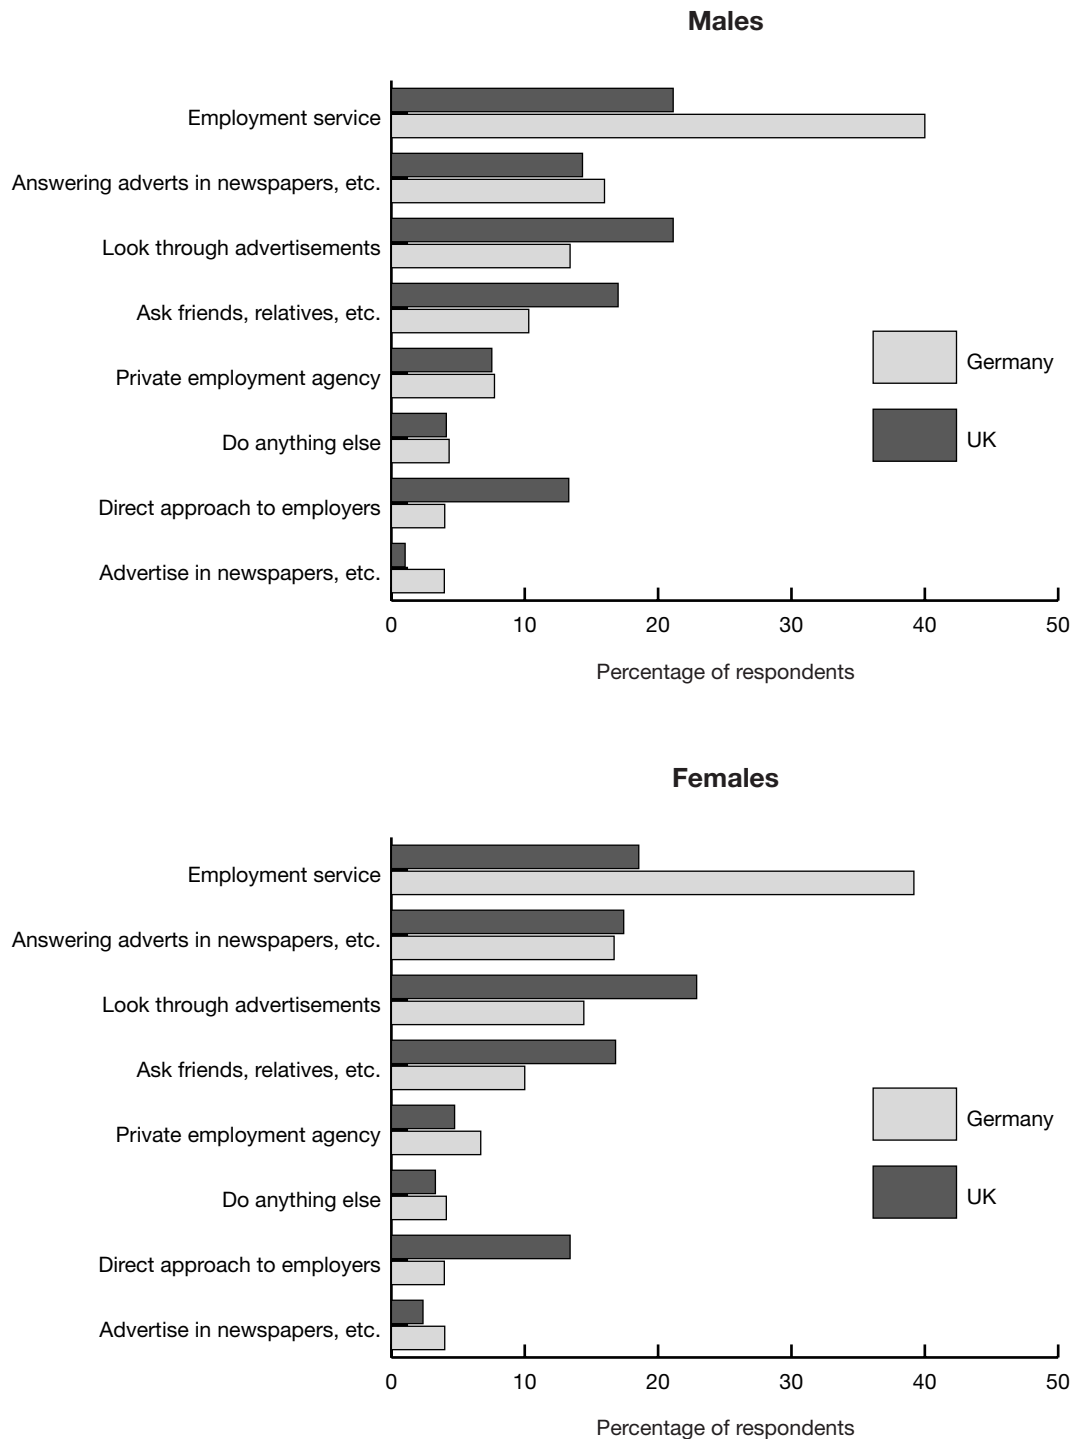 Males
Employment service
Answering adverts in newspapers, etc.
Look through advertisements
Ask friends, relatives, etc.
Private employment agency
Do anything else
Direct approach to employers
Advertise in newspapers, etc.
Germany
UK
0 10 20 30 40 50
Percentage of respondents
Females
Employment service
Answering adverts in newspapers, etc.
Look through advertisements
Ask friends, relatives, etc.
Private employment agency
Do anything else
Direct approach to employers
Advertise in newspapers, etc.
Germany
UK
0 10 20 30 40 50
Percentage of respondents